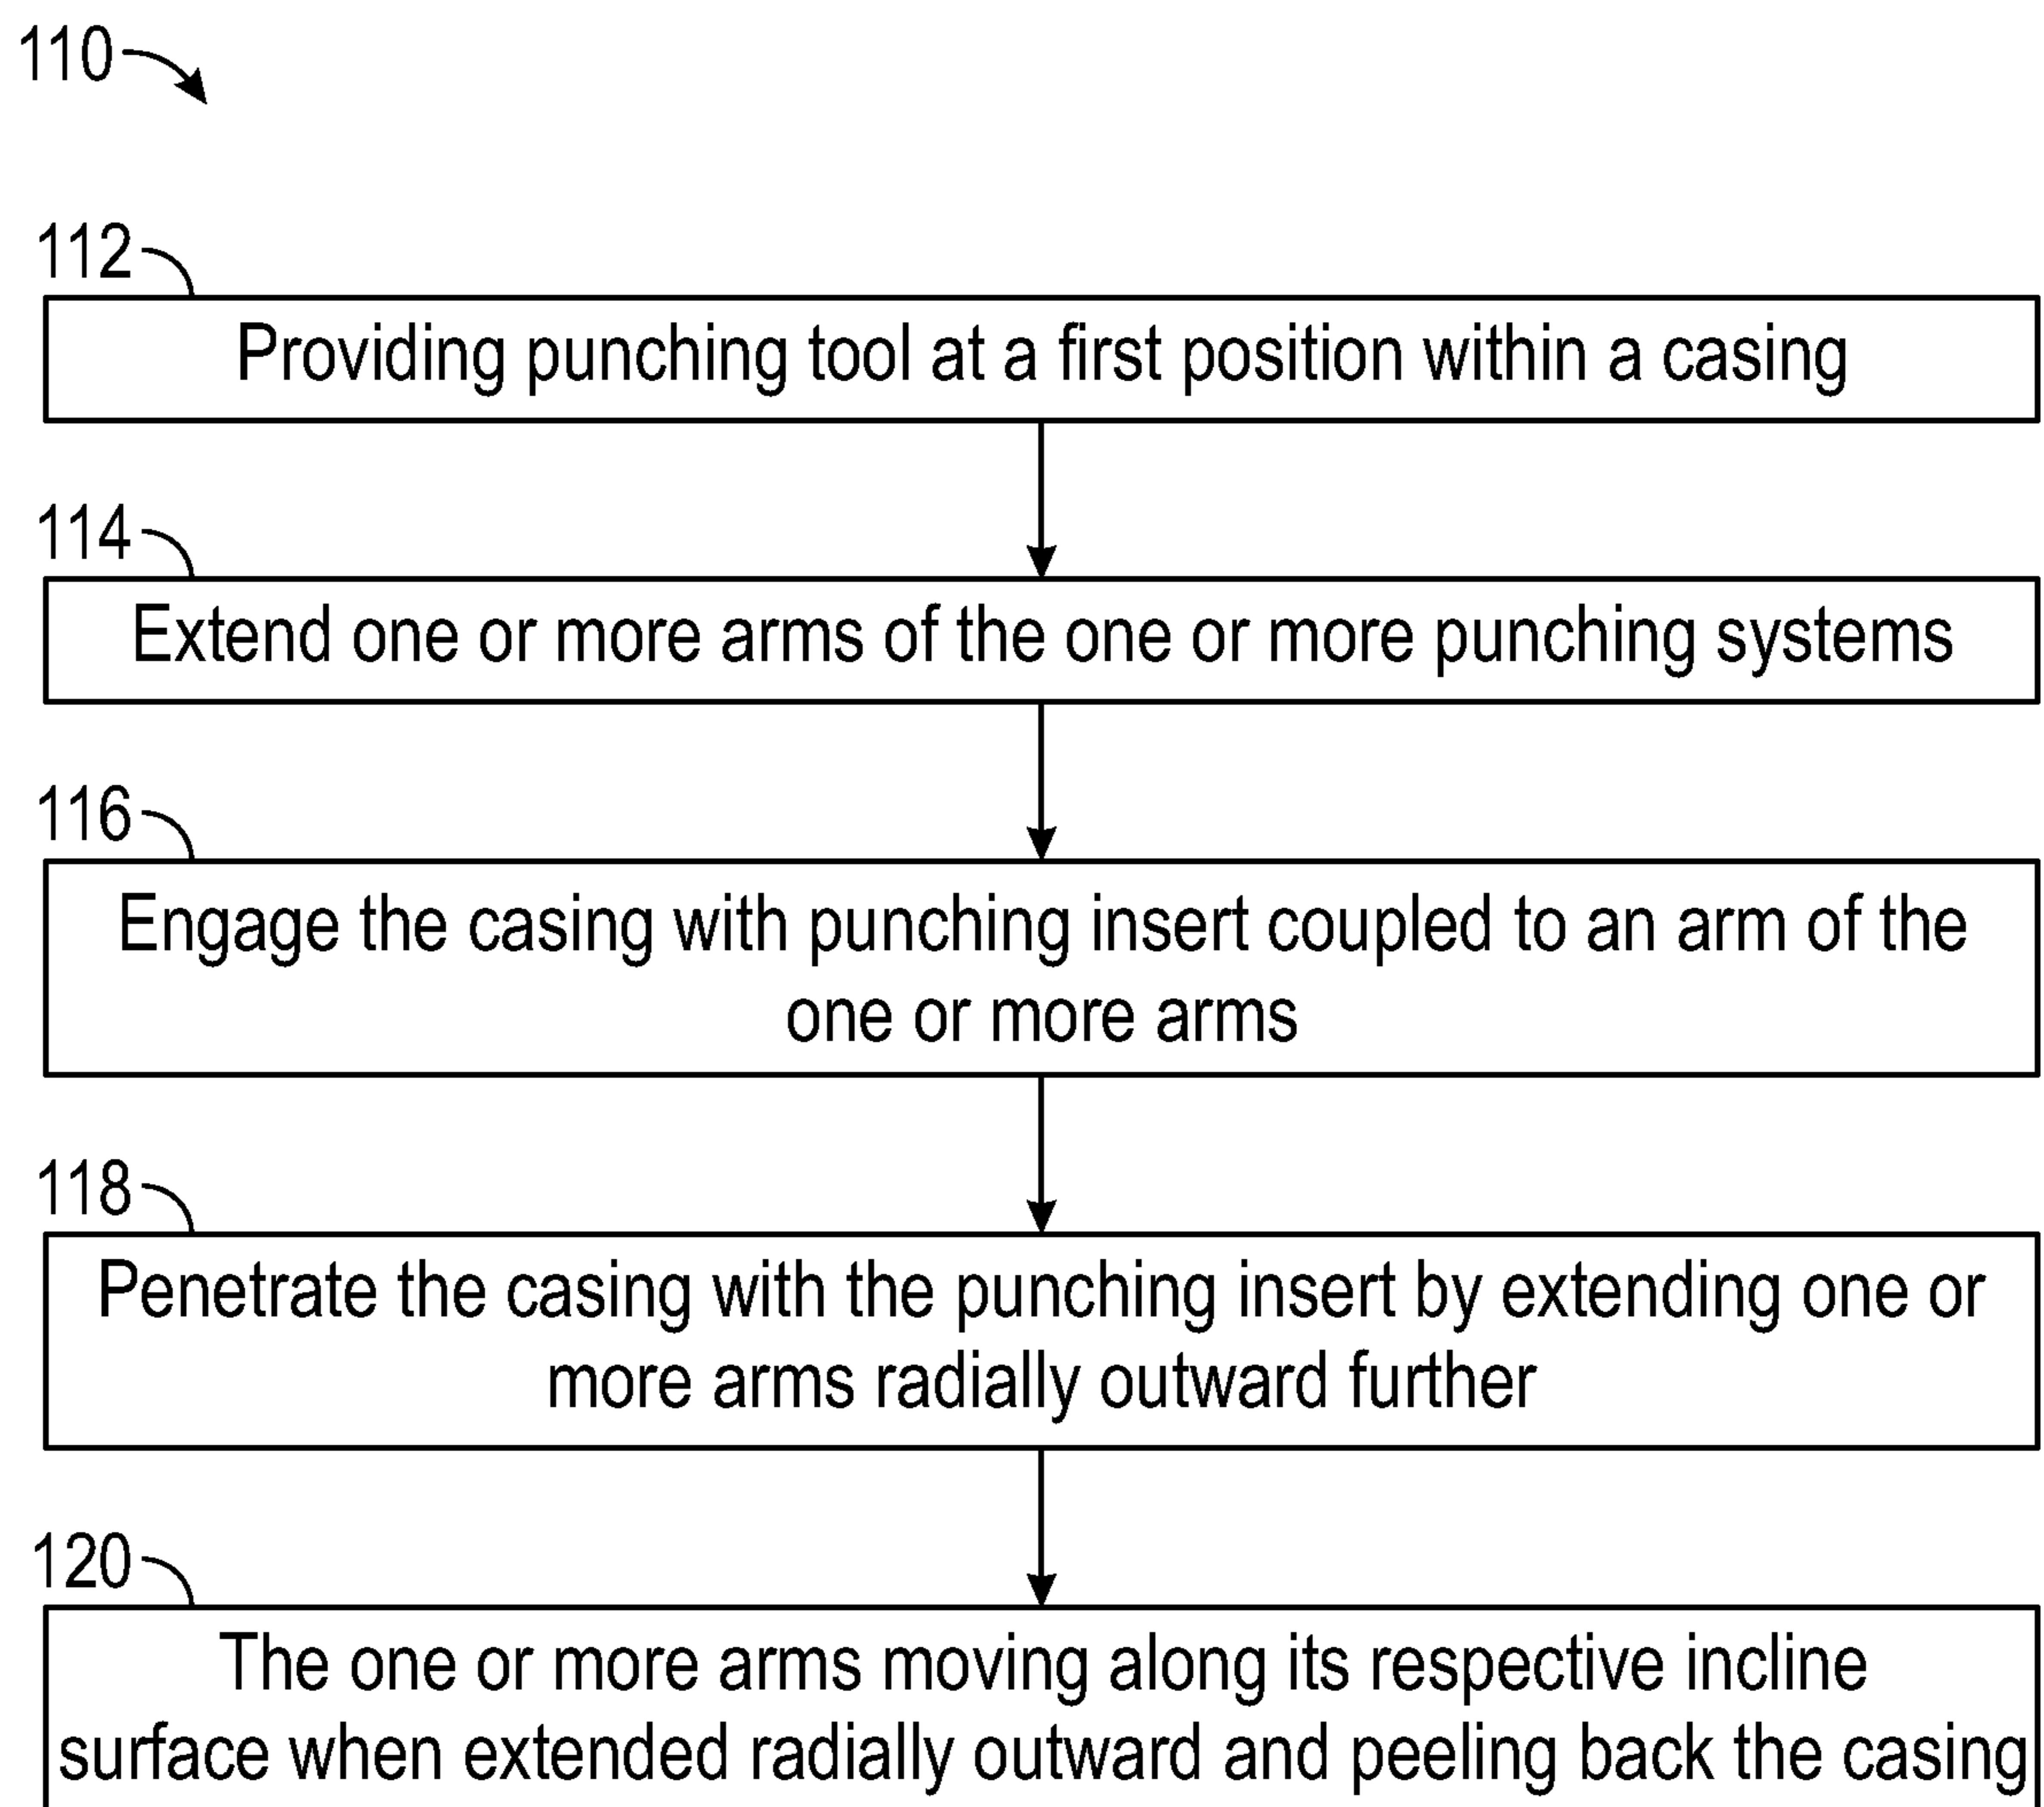 110
112
Providing punching tool at a first position within a casing
114
Extend one or more arms of the one or more punching systems
116
Engage the casing with punching insert coupled to an arm of the
one or more arms
118
Penetrate the casing with the punching insert by extending one or
more arms radially outward further
120
The one or more arms moving along its respective incline
surface when extended radially outward and peeling back the casing